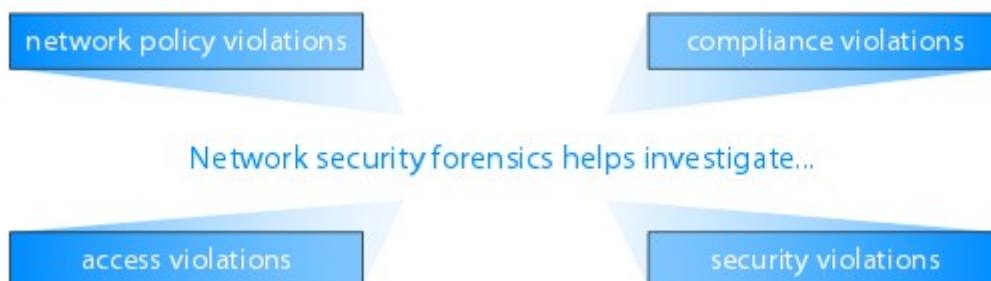 network policy violations
compliance violations
Network security forensics helps investigate...
access violations
security violations